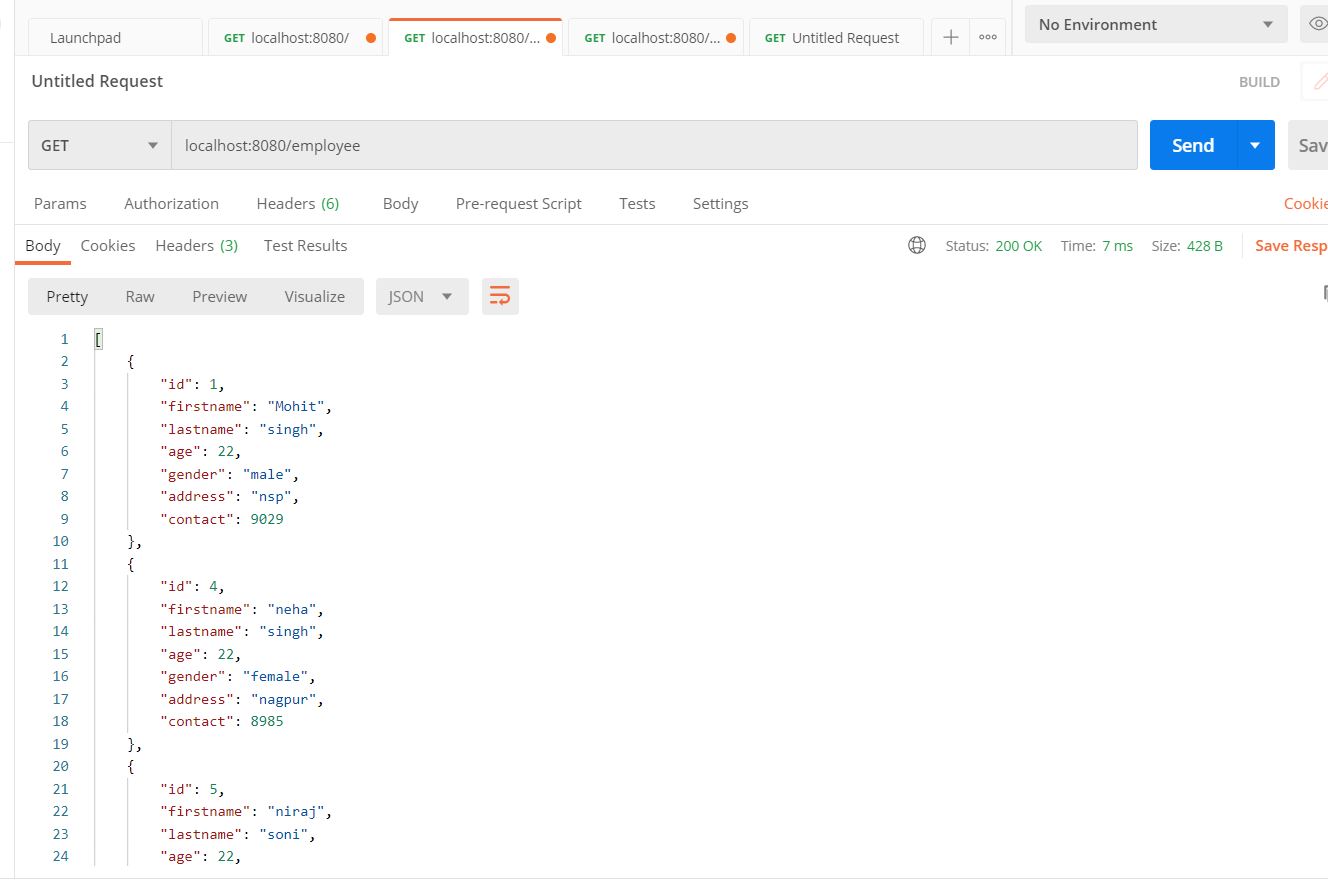 Launchpad
GET localhost:8080/
GET localhost:8080/...
GET localhost:8080/...
GET Untitled Request
No Environment
Untitled Request
BUILD
GET
localhost:8080/employee
Send
Sav
Params Authorization Headers (6) Body Pre-request Script Tests Settings
Cookie
Body Cookies Headers (3) Test Results
Status: 200 OK Time: 7 ms Size: 428 B
Save Resp
Pretty Raw Preview Visualize JSON
1 [
2 {
3 "id": 1,
4 "firstname": "Mohit",
5 "lastname": "singh",
6 "age": 22,
7 "gender": "male",
8 "address": "nsp",
9 "contact": 9029
10 },
11 {
12 "id": 4,
13 "firstname": "neha",
14 "lastname": "singh",
15 "age": 22,
16 "gender": "female",
17 "address": "nagpur",
18 "contact": 8985
19 },
20 {
21 "id": 5,
22 "firstname": "niraj",
23 "lastname": "soni",
24 "age": 22,